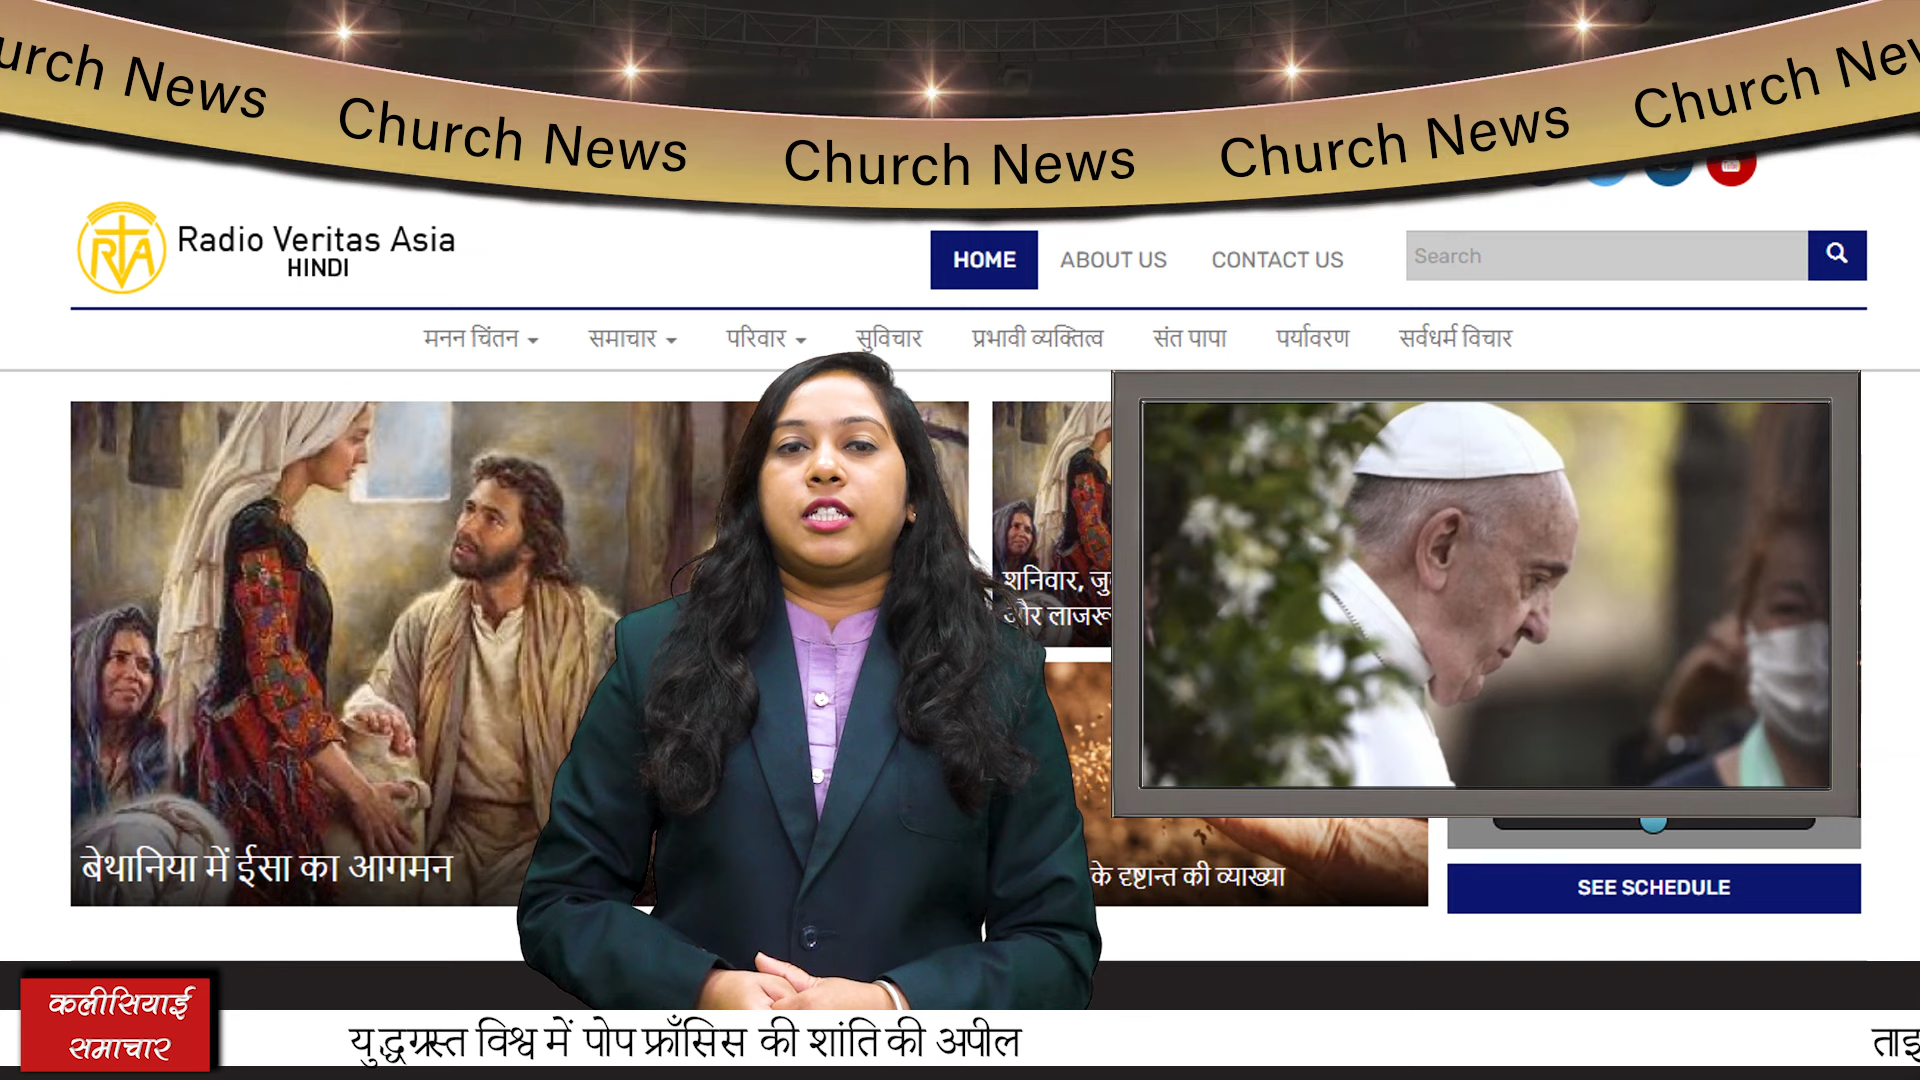 urch News
Church News
Church News
Church News
Church New
Radio Veritas Asia
HINDI
HOME
ABOUT US
CONTACT US
Search
मनन चिंतन
समाचार
परिवार
सुविचार
प्रभावी व्यक्तित्व
संत पापा
पर्यावरण
सर्वधर्म विचार
शनिवार, जु
और लाजरू
बेथानिया में ईसा का आगमन
के दृष्टान्त की व्याख्या
SEE SCHEDULE
कलीसियाई
समाचार
युद्धग्रस्त विश्व में पोप फ्राँसिस की शांति की अपील
ताइ